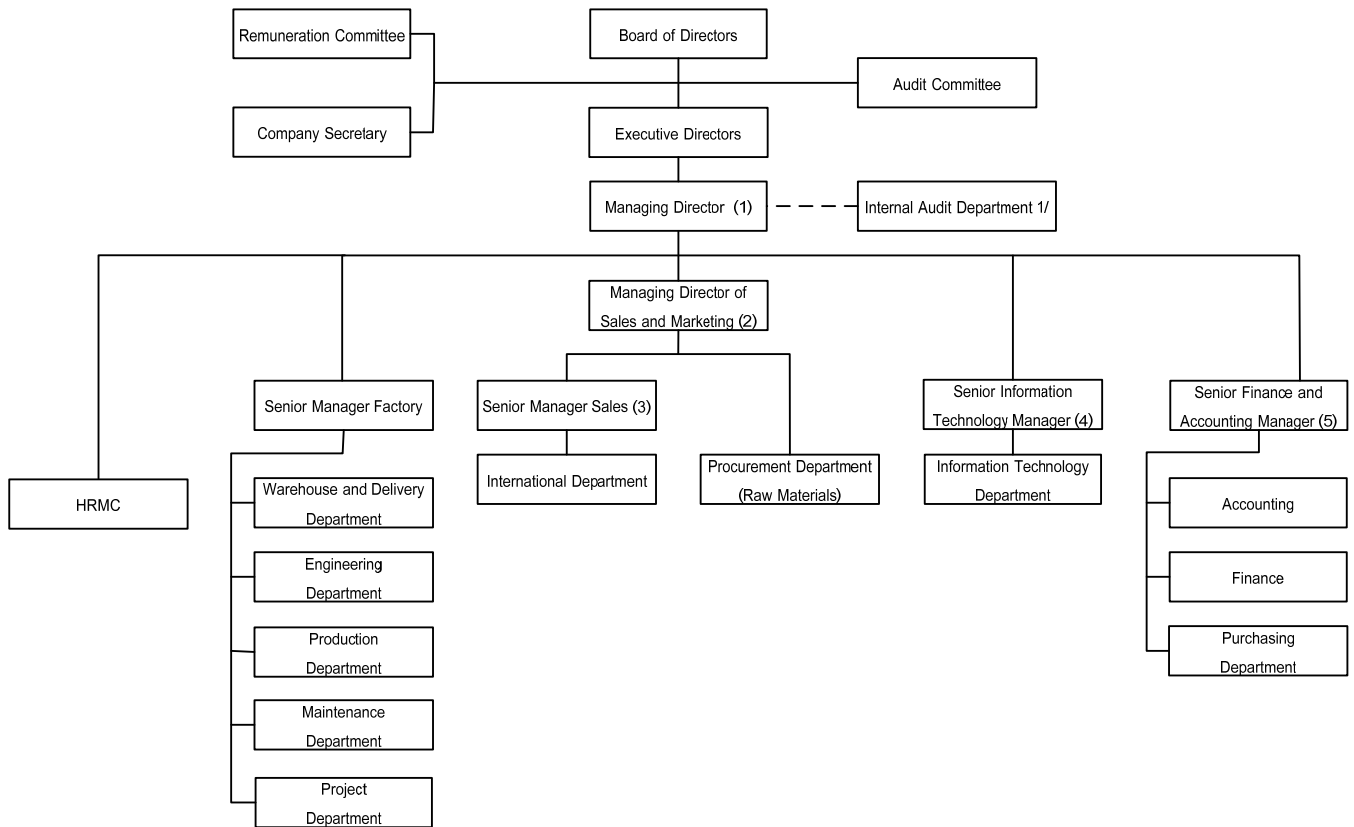 Remuneration Committee
Board of Directors
Audit Committee
Company Secretary
Executive Directors
Managing Director (1)
Internal Audit Department 1/
Managing Director of
Sales and Marketing (2)
Senior Manager Factory
Senior Manager Sales (3)
Senior Information
Technology Manager (4)
Senior Finance and
Accounting Manager (5)
HRMC
Warehouse and Delivery
Department
International Department
Procurement Department
(Raw Materials)
Information Technology
Department
Accounting
Engineering
Department
Finance
Production
Department
Purchasing
Department
Maintenance
Department
Project
Department